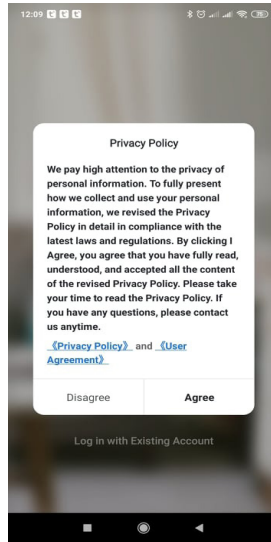 12:09
Privacy Policy
We pay high attention to the privacy of
personal information. To fully present
how we collect and use your personal
information, we revised the Privacy
Policy in detail in compliance with the
latest laws and regulations. By clicking I
Agree, you agree that you have fully read,
understood, and accepted all the content
of the revised Privacy Policy. Please take
your time to read the Privacy Policy. If
you have any questions, please contact
us anytime.
《Privacy Policy》 and 《User
Agreement》
Disagree Agree
Log in with Existing Account